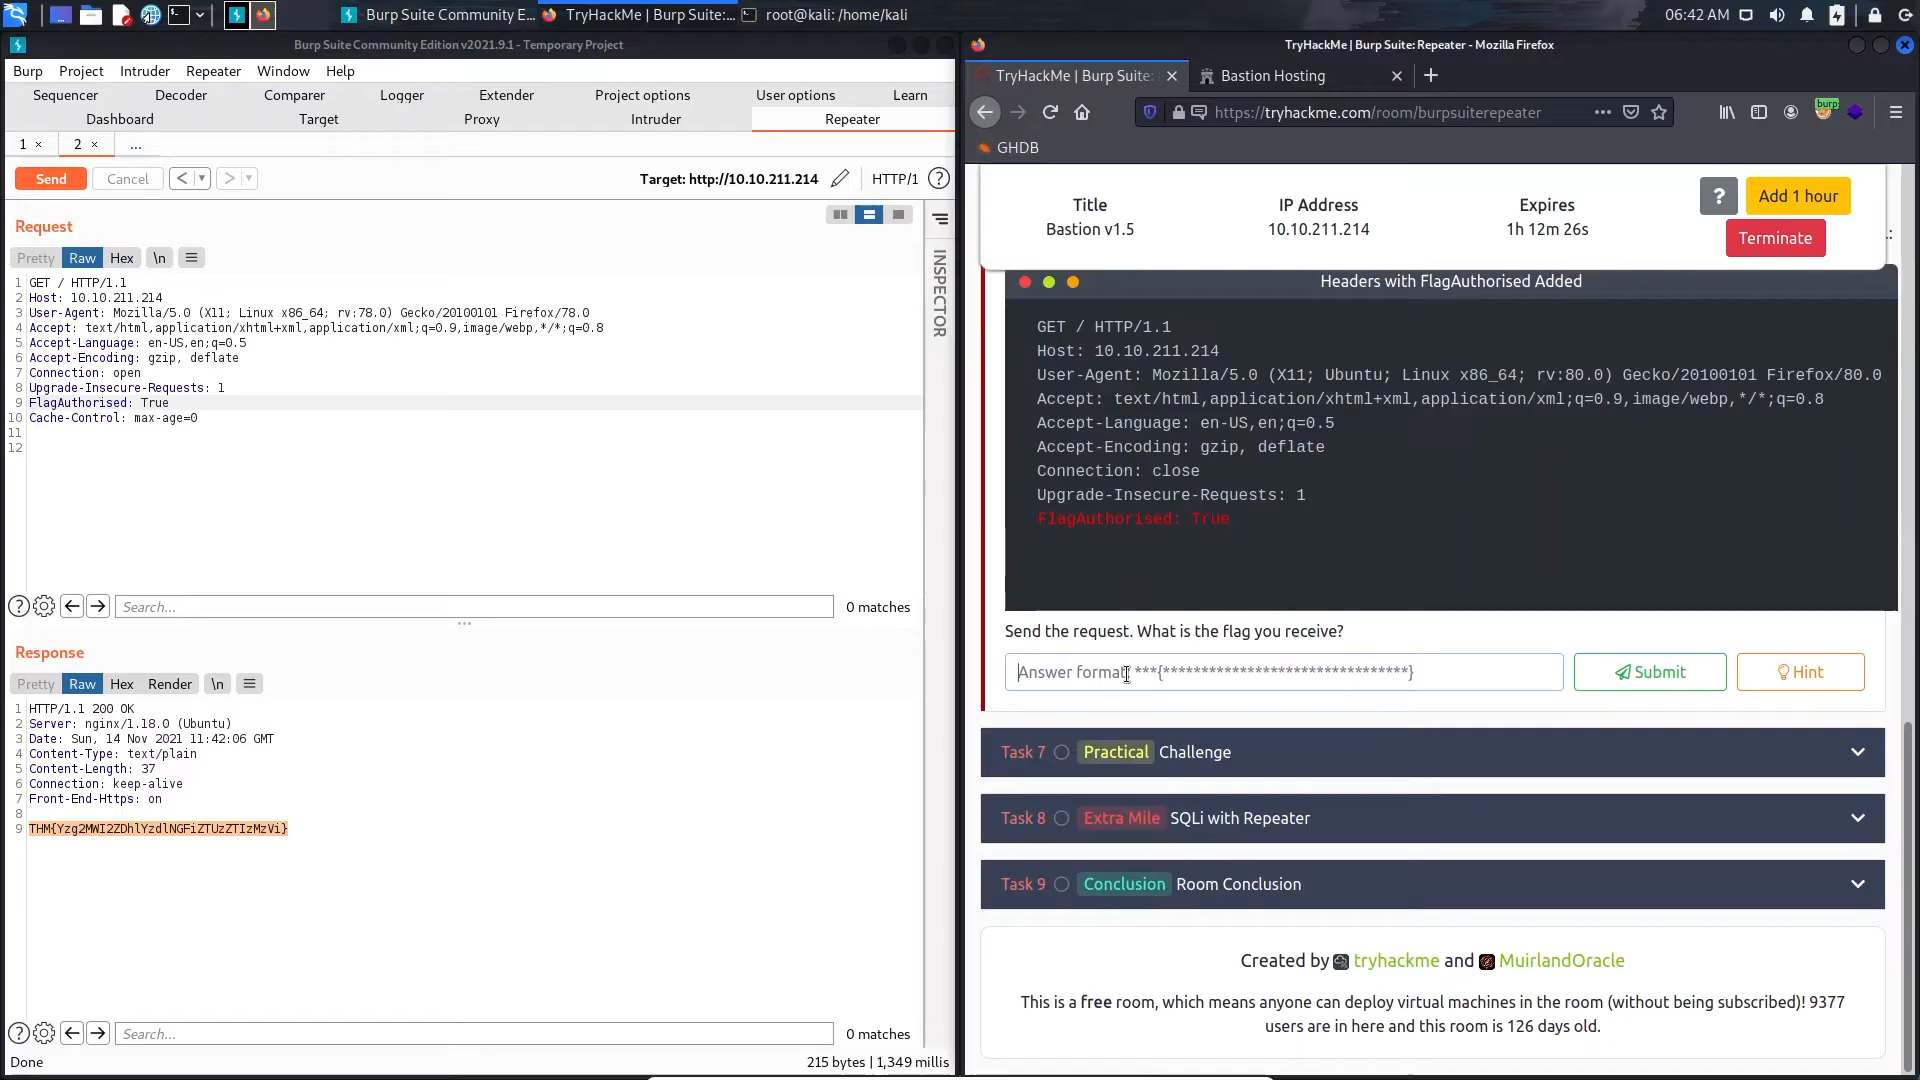 Burp Suite Community E...
TryHackMe | Burp Suite:...
root@kali: /home/kali
06:42 AM
Burp Suite Community Edition v2021.9.1 - Temporary Project
Burp Project Intruder Repeater Window Help
Sequencer Decoder Comparer Logger Extender Project options User options Learn
Dashboard Target Proxy Intruder Repeater
1 × 2 × ...
Send Cancel < > Target: http://10.10.211.214 HTTP/1 ?
Request
Pretty Raw Hex \n
INSPECTOR
1 GET / HTTP/1.1
2 Host: 10.10.211.214
3 User-Agent: Mozilla/5.0 (X11; Linux x86_64; rv:78.0) Gecko/20100101 Firefox/78.0
4 Accept: text/html,application/xhtml+xml,application/xml;q=0.9,image/webp,*/*;q=0.8
5 Accept-Language: en-US,en;q=0.5
6 Accept-Encoding: gzip, deflate
7 Connection: open
8 Upgrade-Insecure-Requests: 1
9 FlagAuthorised: True
10 Cache-Control: max-age=0
11
12
? Search... 0 matches
Response
Pretty Raw Hex Render \n
1 HTTP/1.1 200 OK
2 Server: nginx/1.18.0 (Ubuntu)
3 Date: Sun, 14 Nov 2021 11:42:06 GMT
4 Content-Type: text/plain
5 Content-Length: 37
6 Connection: keep-alive
7 Front-End-Https: on
8
9 THM{Yzg2MWI2ZDhlYzdlNGFiZTUzZTIzMzVi}
? Search... 0 matches
Done 215 bytes | 1,349 millis
TryHackMe | Burp Suite: Repeater - Mozilla Firefox
TryHackMe | Burp Suite: × Bastion Hosting × +
https://tryhackme.com/room/burpsuiterepeater
burp
GHDB
Title IP Address Expires
Bastion v1.5 10.10.211.214 1h 12m 26s
? Add 1 hour
Terminate
Headers with FlagAuthorised Added
GET / HTTP/1.1
Host: 10.10.211.214
User-Agent: Mozilla/5.0 (X11; Ubuntu; Linux x86_64; rv:80.0) Gecko/20100101 Firefox/80.0
Accept: text/html,application/xhtml+xml,application/xml;q=0.9,image/webp,*/*;q=0.8
Accept-Language: en-US,en;q=0.5
Accept-Encoding: gzip, deflate
Connection: close
Upgrade-Insecure-Requests: 1
FlagAuthorised: True
Send the request. What is the flag you receive?
Answer format: ***{********************************}
Submit Hint
Task 7 Practical Challenge
Task 8 Extra Mile SQLi with Repeater
Task 9 Conclusion Room Conclusion
Created by tryhackme and MuirlandOracle
This is a free room, which means anyone can deploy virtual machines in the room (without being subscribed)! 9377
users are in here and this room is 126 days old.